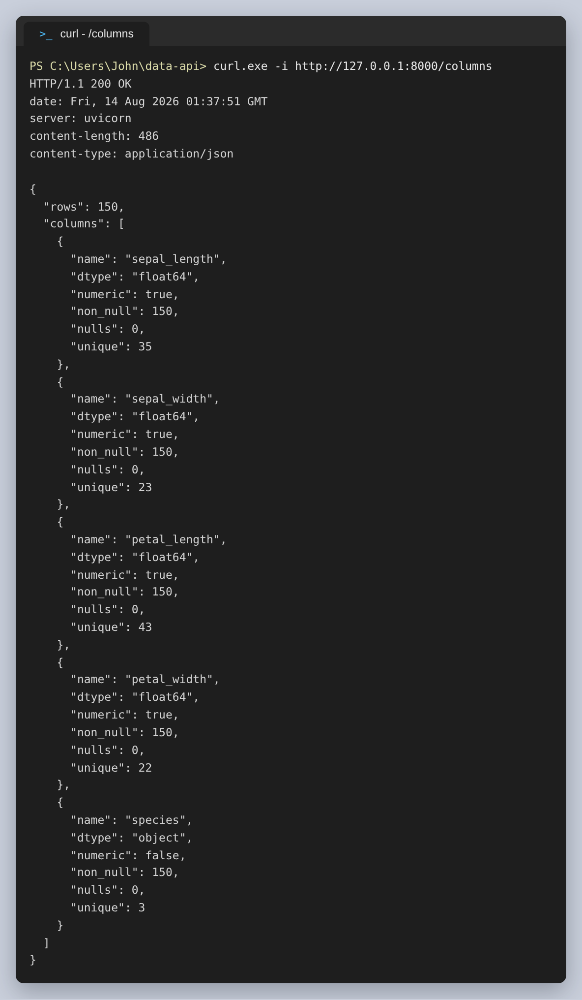 >_ curl - /columns
PS C:\Users\John\data-api> curl.exe -i http://127.0.0.1:8000/columns
HTTP/1.1 200 OK
date: Fri, 14 Aug 2026 01:37:51 GMT
server: uvicorn
content-length: 486
content-type: application/json

{
  "rows": 150,
  "columns": [
    {
      "name": "sepal_length",
      "dtype": "float64",
      "numeric": true,
      "non_null": 150,
      "nulls": 0,
      "unique": 35
    },
    {
      "name": "sepal_width",
      "dtype": "float64",
      "numeric": true,
      "non_null": 150,
      "nulls": 0,
      "unique": 23
    },
    {
      "name": "petal_length",
      "dtype": "float64",
      "numeric": true,
      "non_null": 150,
      "nulls": 0,
      "unique": 43
    },
    {
      "name": "petal_width",
      "dtype": "float64",
      "numeric": true,
      "non_null": 150,
      "nulls": 0,
      "unique": 22
    },
    {
      "name": "species",
      "dtype": "object",
      "numeric": false,
      "non_null": 150,
      "nulls": 0,
      "unique": 3
    }
  ]
}